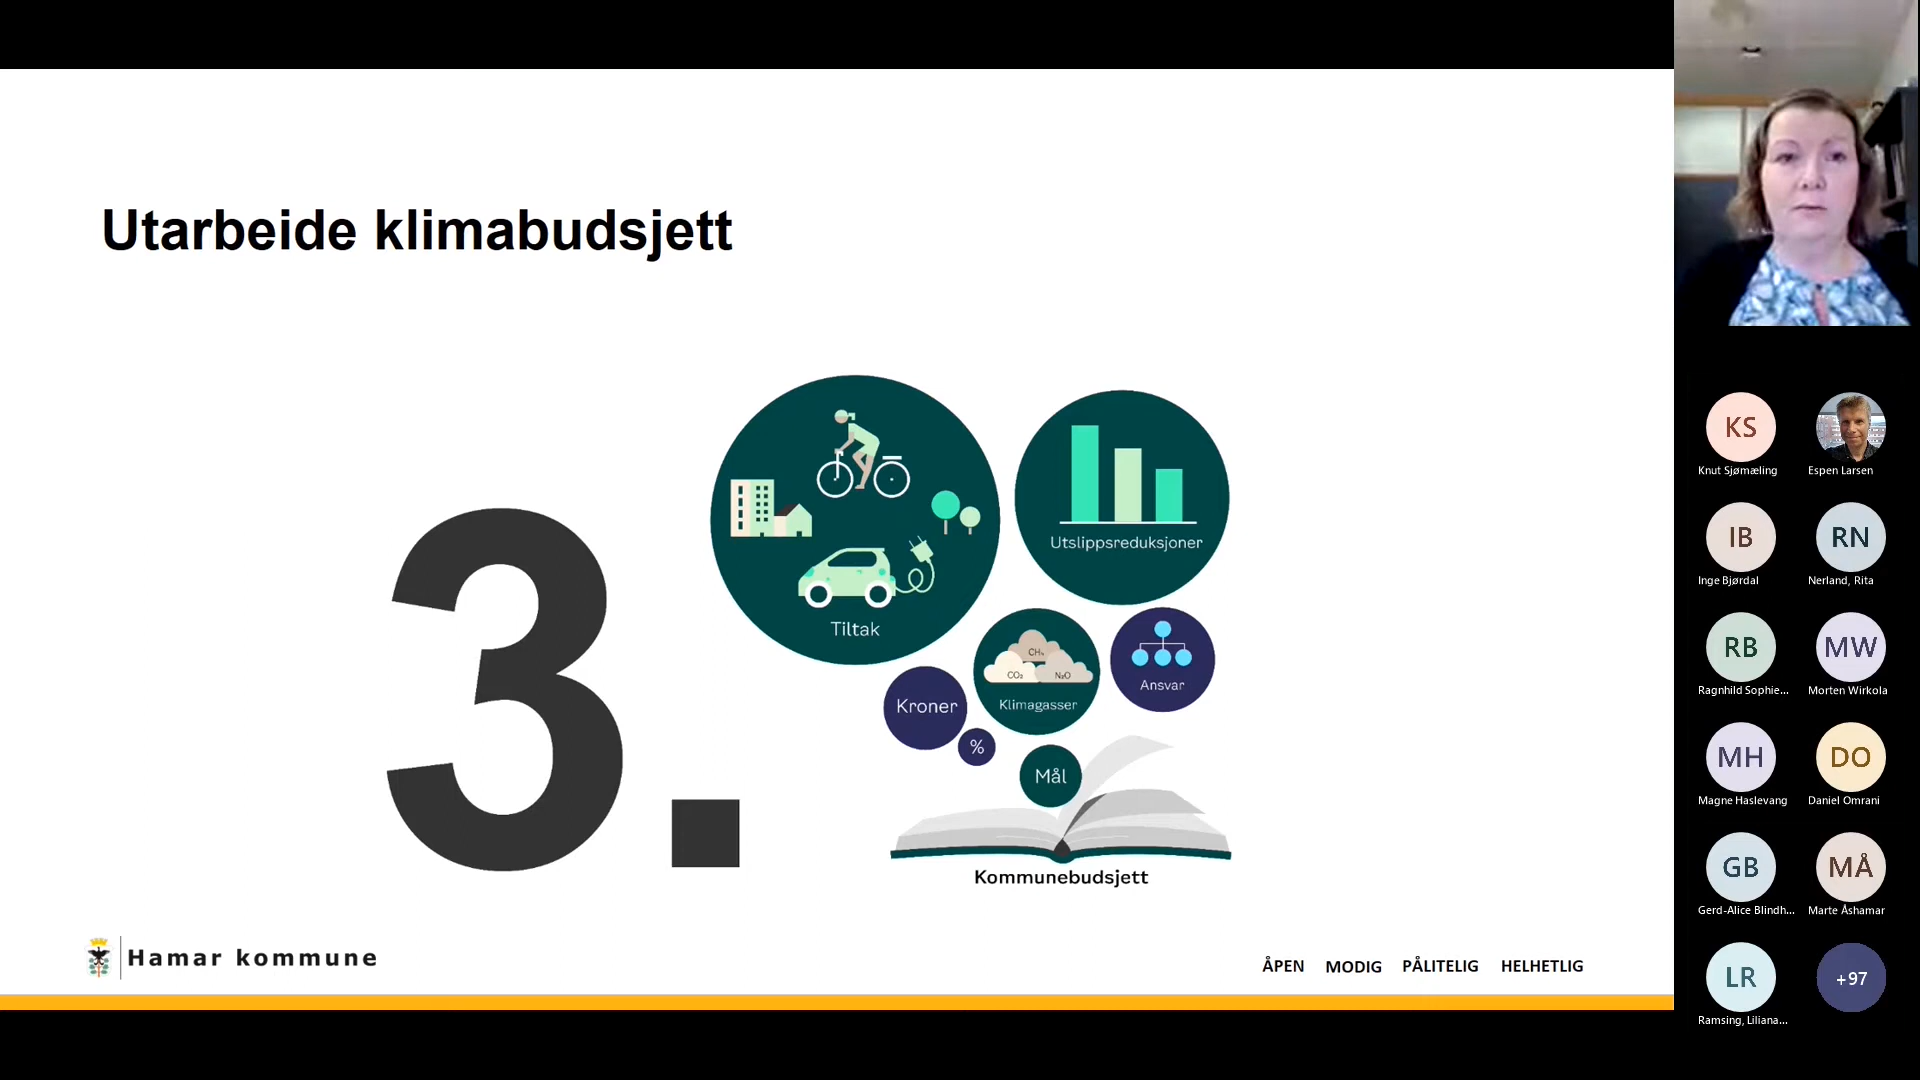 Utarbeide klimabudsjett
3.
Tiltak
Utslippsreduksjoner
CH₄
CO₂
N₂O
Klimagasser
Ansvar
Kroner
%
Mål
Kommunebudsjett
Hamar kommune
ÅPEN MODIG PÅLITELIG HELHETLIG
KS
Knut Sjømæling
Espen Larsen
IB
Inge Bjørdal
RN
Nerland, Rita
RB
Ragnhild Sophie...
MW
Morten Wirkola
MH
Magne Haslevang
DO
Daniel Omrani
GB
Gerd-Alice Blindh...
MÅ
Marte Åshamar
LR
Ramsing, Liliana...
+97